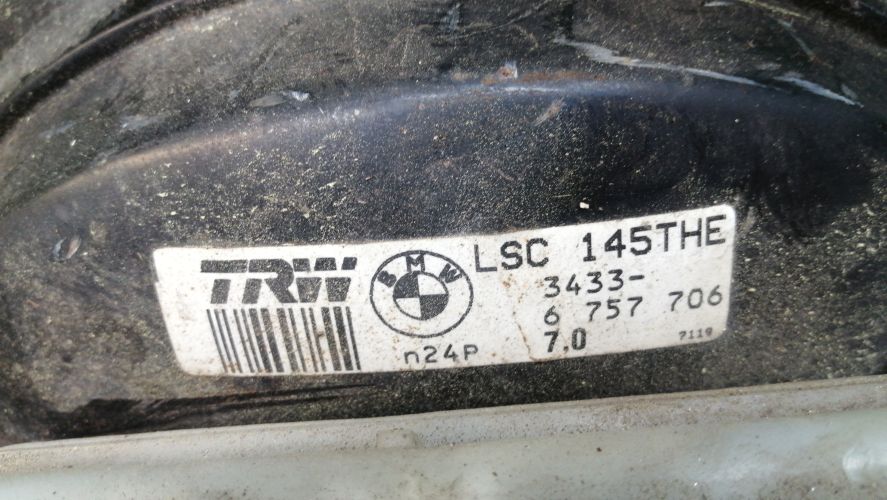 TRW
BMW
LSC 145THE
3433-
6 757 706
n24P
7.0
7119